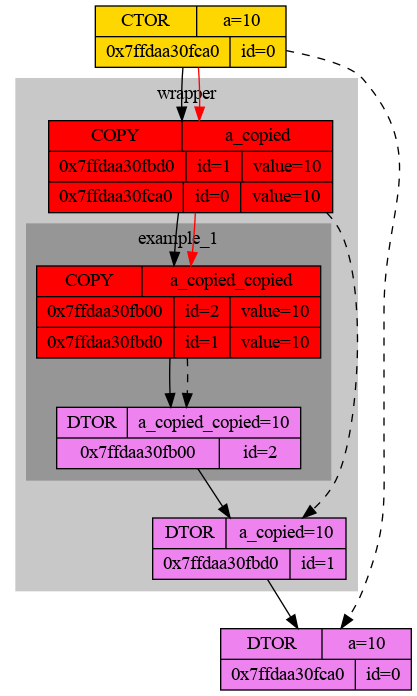 CTOR a=10
0x7ffdaa30fca0 id=0
wrapper
COPY a_copied
0x7ffdaa30fbd0 id=1 value=10
0x7ffdaa30fca0 id=0 value=10
example_1
COPY a_copied_copied
0x7ffdaa30fb00 id=2 value=10
0x7ffdaa30fbd0 id=1 value=10
DTOR a_copied_copied=10
0x7ffdaa30fb00 id=2
DTOR a_copied=10
0x7ffdaa30fbd0 id=1
DTOR a=10
0x7ffdaa30fca0 id=0